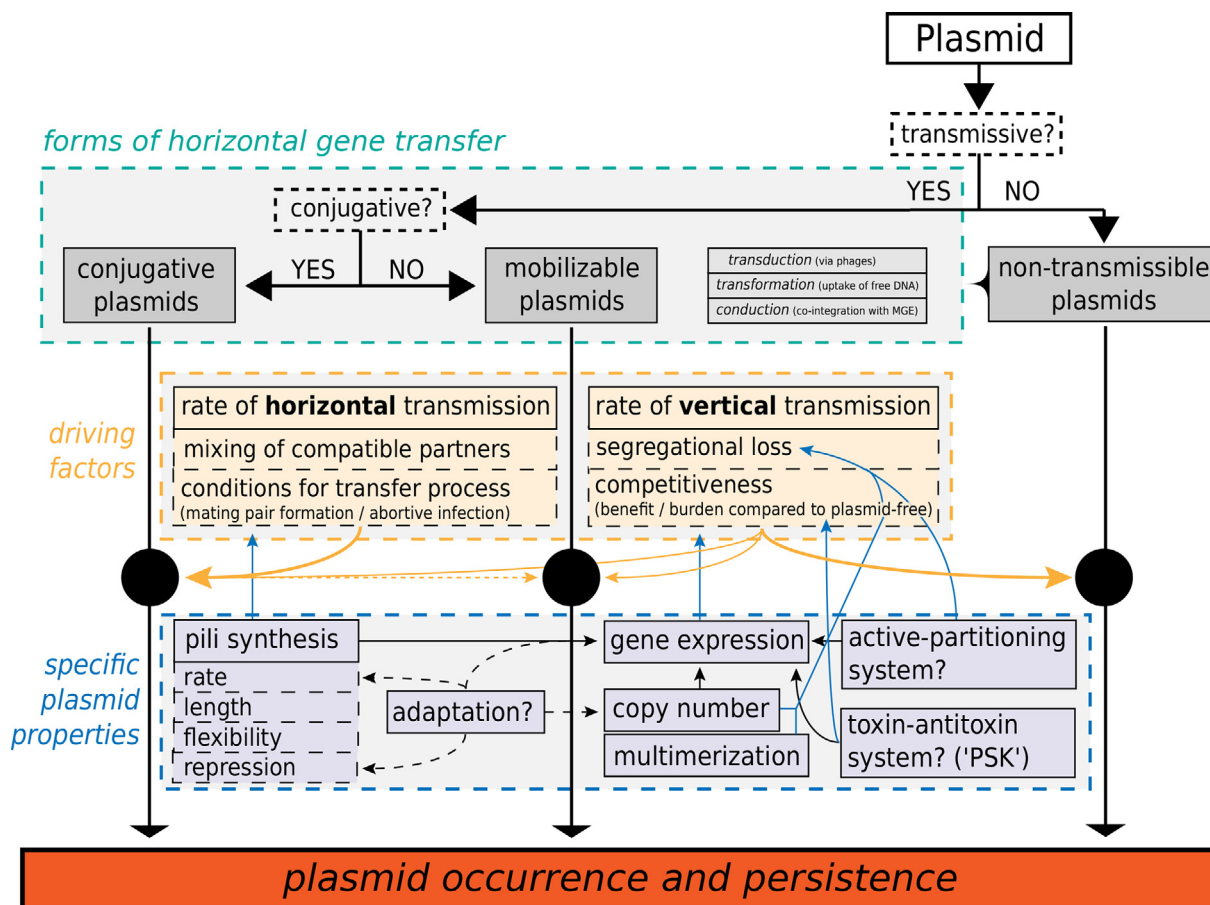 Plasmid
transmissive?
forms of horizontal gene transfer
YES
NO
conjugative?
YES
NO
conjugative
plasmids
mobilizable
plasmids
transduction (via phages)
transformation (uptake of free DNA)
conduction (co-integration with MGE)
non-transmissible
plasmids
driving
factors
rate of horizontal transmission
mixing of compatible partners
conditions for transfer process
(mating pair formation / abortive infection)
rate of vertical transmission
segregational loss
competitiveness
(benefit / burden compared to plasmid-free)
specific
plasmid
properties
pili synthesis
rate
length
flexibility
repression
adaptation?
gene expression
copy number
multimerization
active-partitioning
system?
toxin-antitoxin
system? ('PSK')
plasmid occurrence and persistence